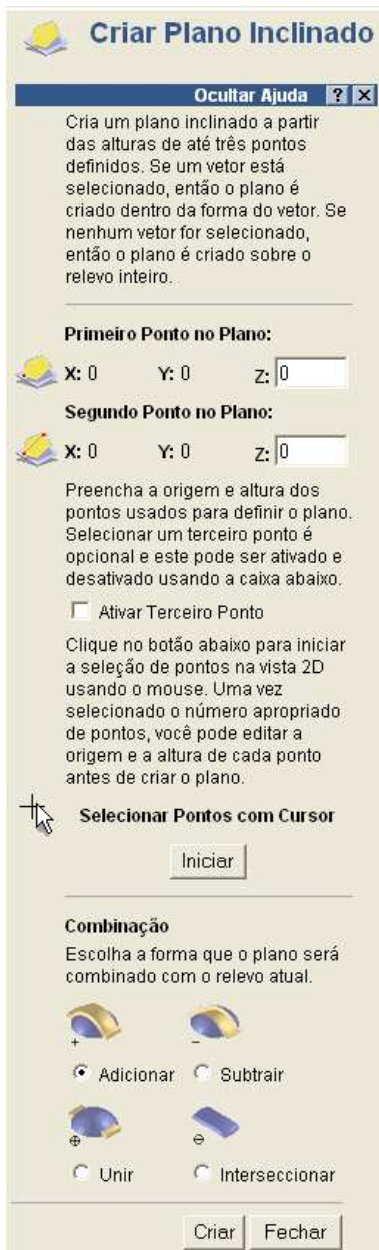 Criar Plano Inclinado
Ocultar Ajuda ? X
Cria um plano inclinado a partir
das alturas de até três pontos
definidos. Se um vetor está
selecionado, então o plano é
criado dentro da forma do vetor. Se
nenhum vetor for selecionado,
então o plano é criado sobre o
relevo inteiro.
Primeiro Ponto no Plano:
X: 0 Y: 0 Z: 0
Segundo Ponto no Plano:
X: 0 Y: 0 Z: 0
Preencha a origem e altura dos
pontos usados para definir o plano.
Selecionar um terceiro ponto é
opcional e este pode ser ativado e
desativado usando a caixa abaixo.
Ativar Terceiro Ponto
Clique no botão abaixo para iniciar
a seleção de pontos na vista 2D
usando o mouse. Uma vez
selecionado o número apropriado
de pontos, você pode editar a
origem e a altura de cada ponto
antes de criar o plano.
Selecionar Pontos com Cursor
Iniciar
Combinação
Escolha a forma que o plano será
combinado com o relevo atual.
Adicionar Subtrair
Unir Interseccionar
Criar Fechar